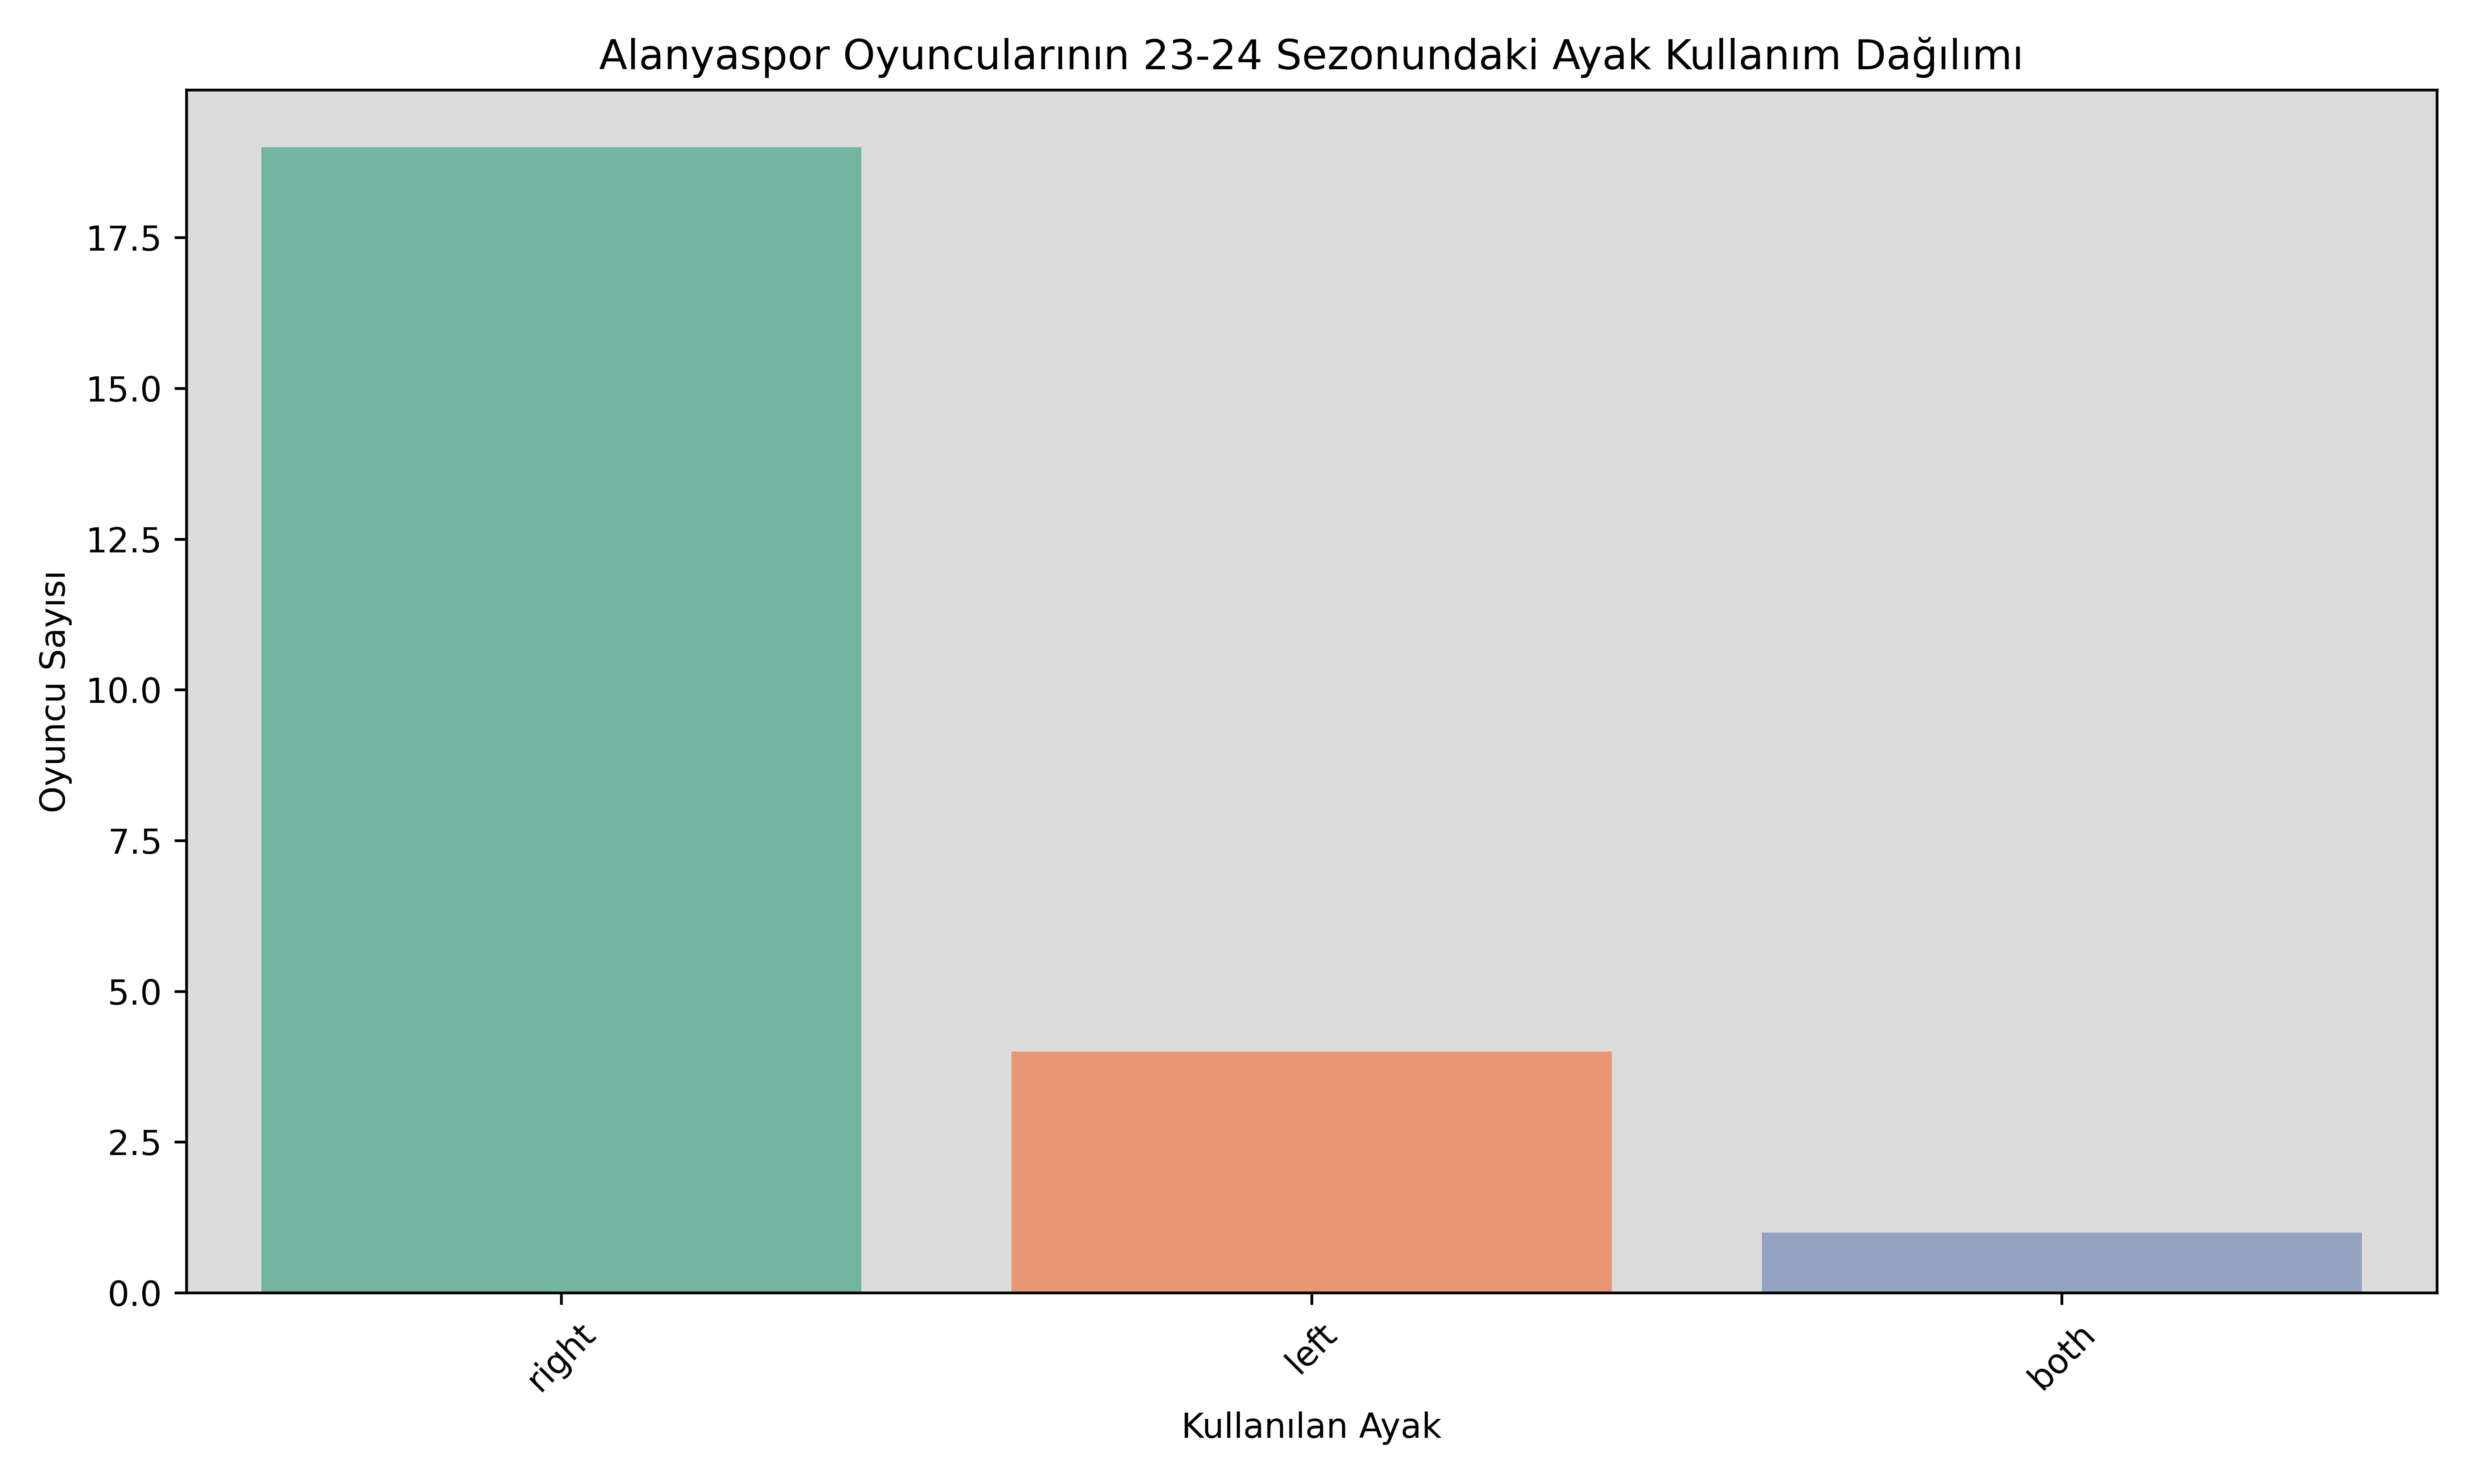 Alanyaspor Oyuncularının 23-24 Sezonundaki Ayak Kullanım Dağılımı
Oyuncu Sayısı
17.5
15.0
12.5
10.0
7.5
5.0
2.5
0.0
right
left
both
Kullanılan Ayak